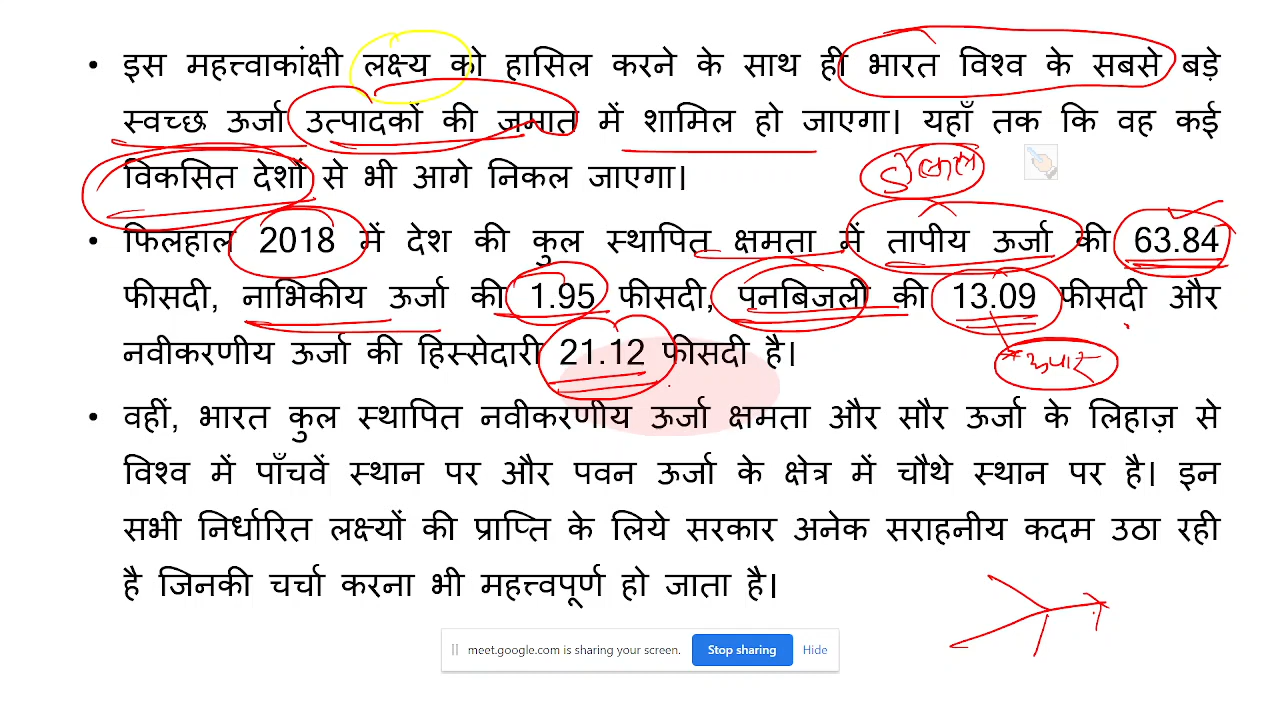 • इस महत्त्वाकांक्षी लक्ष्य को हासिल करने के साथ ही भारत विश्व के सबसे बड़े
स्वच्छ ऊर्जा उत्पादकों की जमात में शामिल हो जाएगा। यहाँ तक कि वह कई
विकसित देशों से भी आगे निकल जाएगा।
• फिलहाल 2018 में देश की कुल स्थापित क्षमता में तापीय ऊर्जा की 63.84
फीसदी, नाभिकीय ऊर्जा की 1.95 फीसदी, पनबिजली की 13.09 फीसदी और
नवीकरणीय ऊर्जा की हिस्सेदारी 21.12 फीसदी है।
• वहीं, भारत कुल स्थापित नवीकरणीय ऊर्जा क्षमता और सौर ऊर्जा के लिहाज़ से
विश्व में पाँचवें स्थान पर और पवन ऊर्जा के क्षेत्र में चौथे स्थान पर है। इन
सभी निर्धारित लक्ष्यों की प्राप्ति के लिये सरकार अनेक सराहनीय कदम उठा रही
है जिनकी चर्चा करना भी महत्त्वपूर्ण हो जाता है।
meet.google.com is sharing your screen. Stop sharing Hide